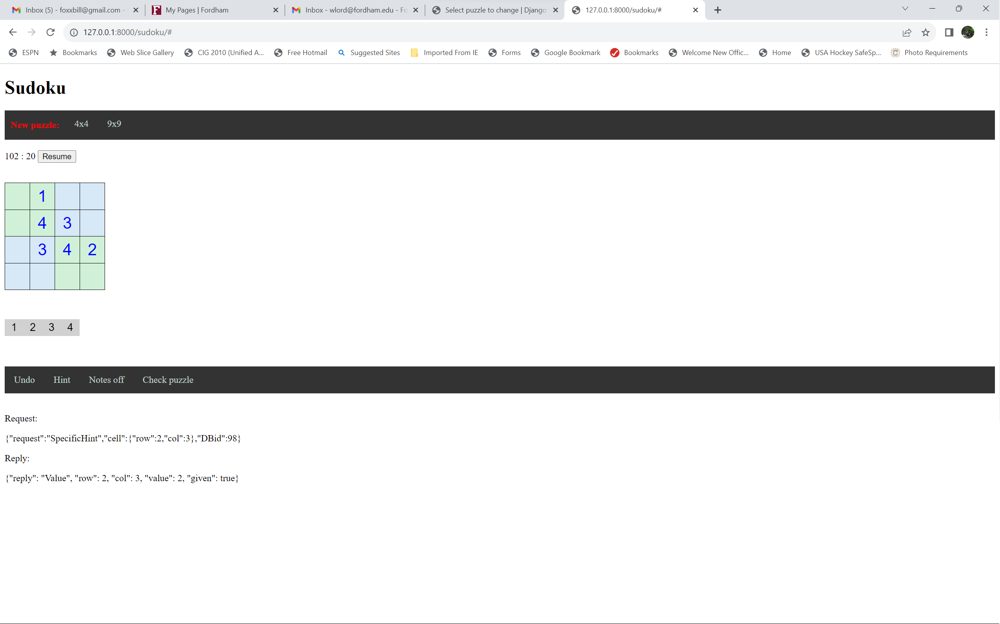 Inbox (5) - foxxbill@gmail.com - My Pages | Fordham Inbox - wlord@fordham.edu - Fo Select puzzle to change | Django 127.0.0.1:8000/sudoku/#
127.0.0.1:8000/sudoku/#
ESPN Bookmarks Web Slice Gallery CIG 2010 (Unified A... Free Hotmail Suggested Sites Imported From IE Forms Google Bookmark Bookmarks Welcome New Offic... Home USA Hockey SafeSp... Photo Requirements
Sudoku
New puzzle: 4x4 9x9
102 : 20 Resume
1
4 3
3 4 2
1 2 3 4
Undo Hint Notes off Check puzzle
Request:
{"request":"SpecificHint","cell":{"row":2,"col":3},"DBid":98}
Reply:
{"reply": "Value", "row": 2, "col": 3, "value": 2, "given": true}